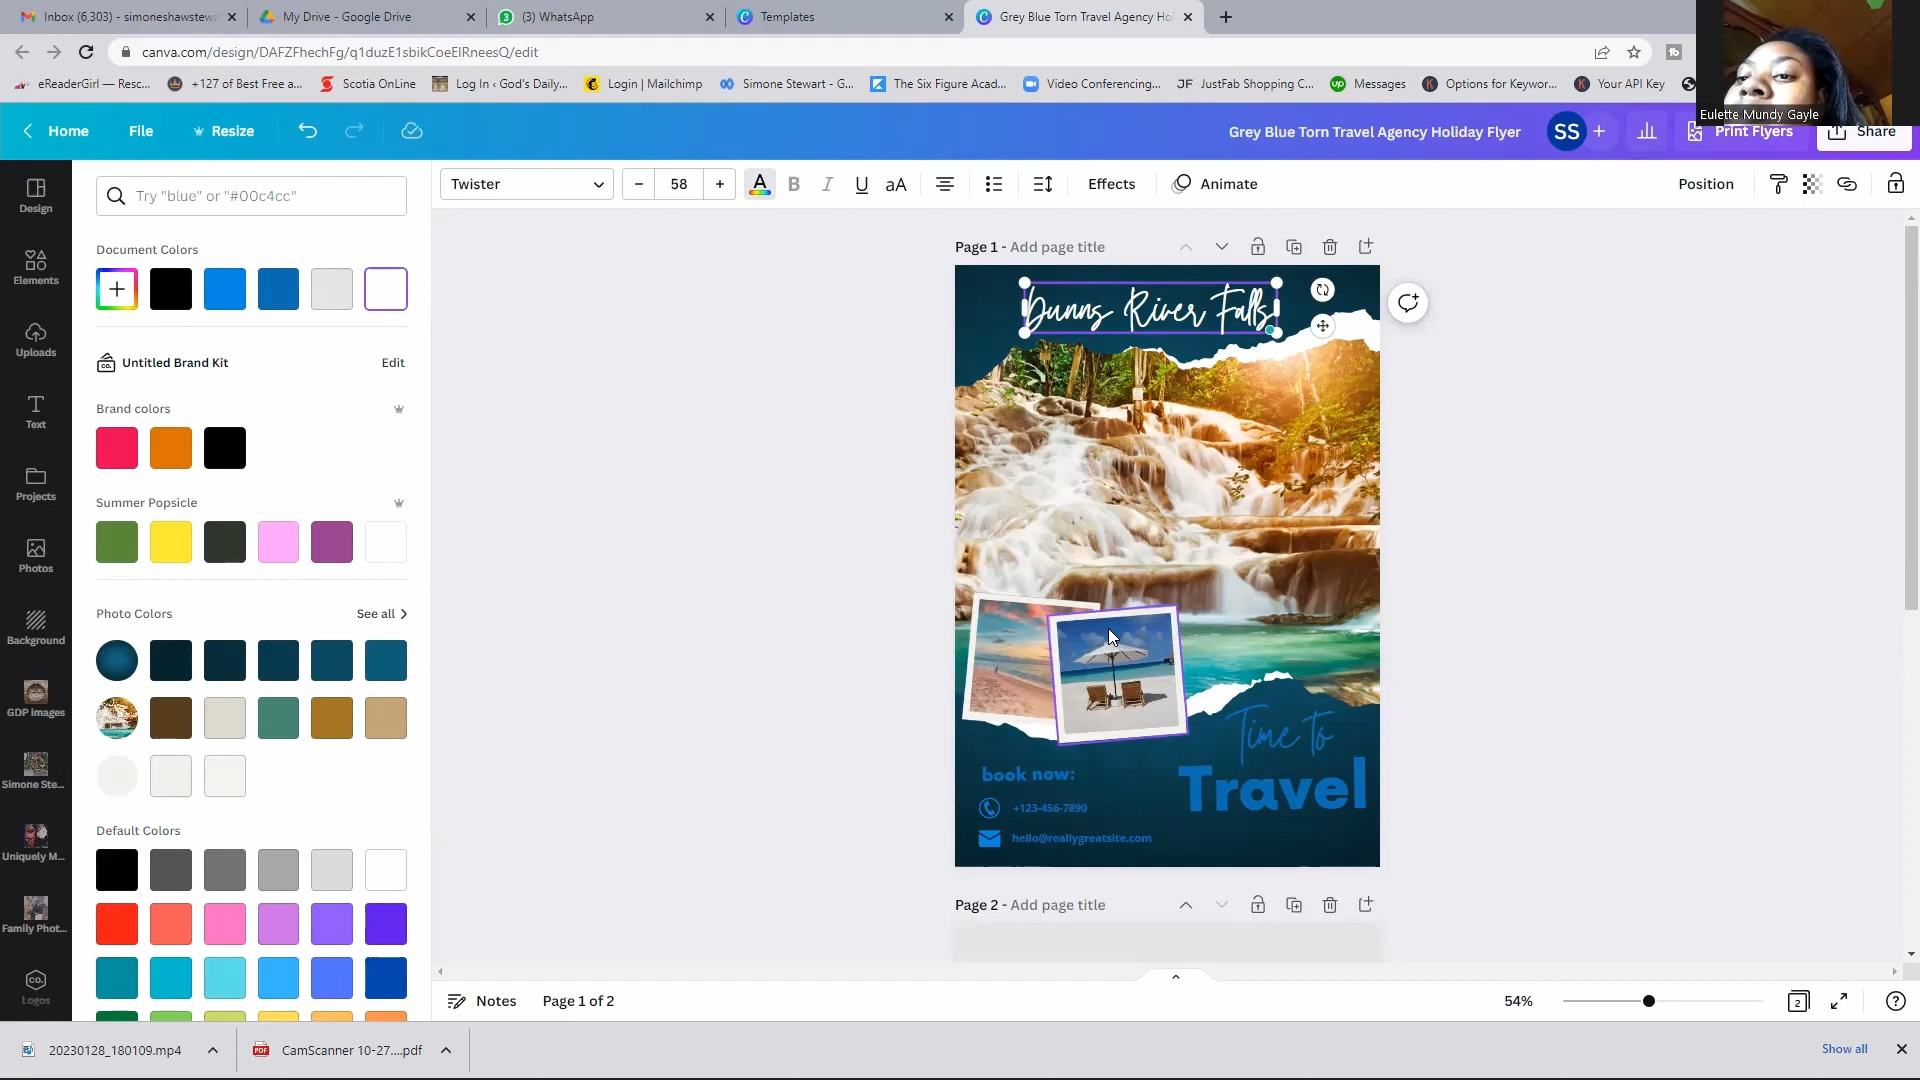 Inbox (6,303) - simoneshawstewa
My Drive - Google Drive
(3) WhatsApp
Templates
Grey Blue Torn Travel Agency Hol
canva.com/design/DAFZFhechFg/q1duzE1sbikCoeElRneesQ/edit
eReaderGirl — Resc...
+127 of Best Free a...
Scotia OnLine
Log In ‹ God's Daily...
Login | Mailchimp
Simone Stewart - G...
The Six Figure Acad...
Video Conferencing...
JF JustFab Shopping C...
Messages
Options for Keywor...
Your API Key
Eulette Mundy Gayle
Home
File
Resize
Grey Blue Torn Travel Agency Holiday Flyer
SS
Print Flyers
Share
Try "blue" or "#00c4cc"
Twister
58
A
B
I
U
aA
Effects
Animate
Position
Design
Elements
Uploads
Text
Projects
Photos
Background
GDP images
Simone Ste...
Uniquely M...
Family Phot...
Logos
Document Colors
Untitled Brand Kit
Edit
Brand colors
Summer Popsicle
Photo Colors
See all
Default Colors
Page 1 - Add page title
Dunns River Falls
Time to
Travel
book now:
+123-456-7890
hello@reallygreatsite.com
Page 2 - Add page title
Notes
Page 1 of 2
54%
2
20230128_180109.mp4
CamScanner 10-27....pdf
Show all